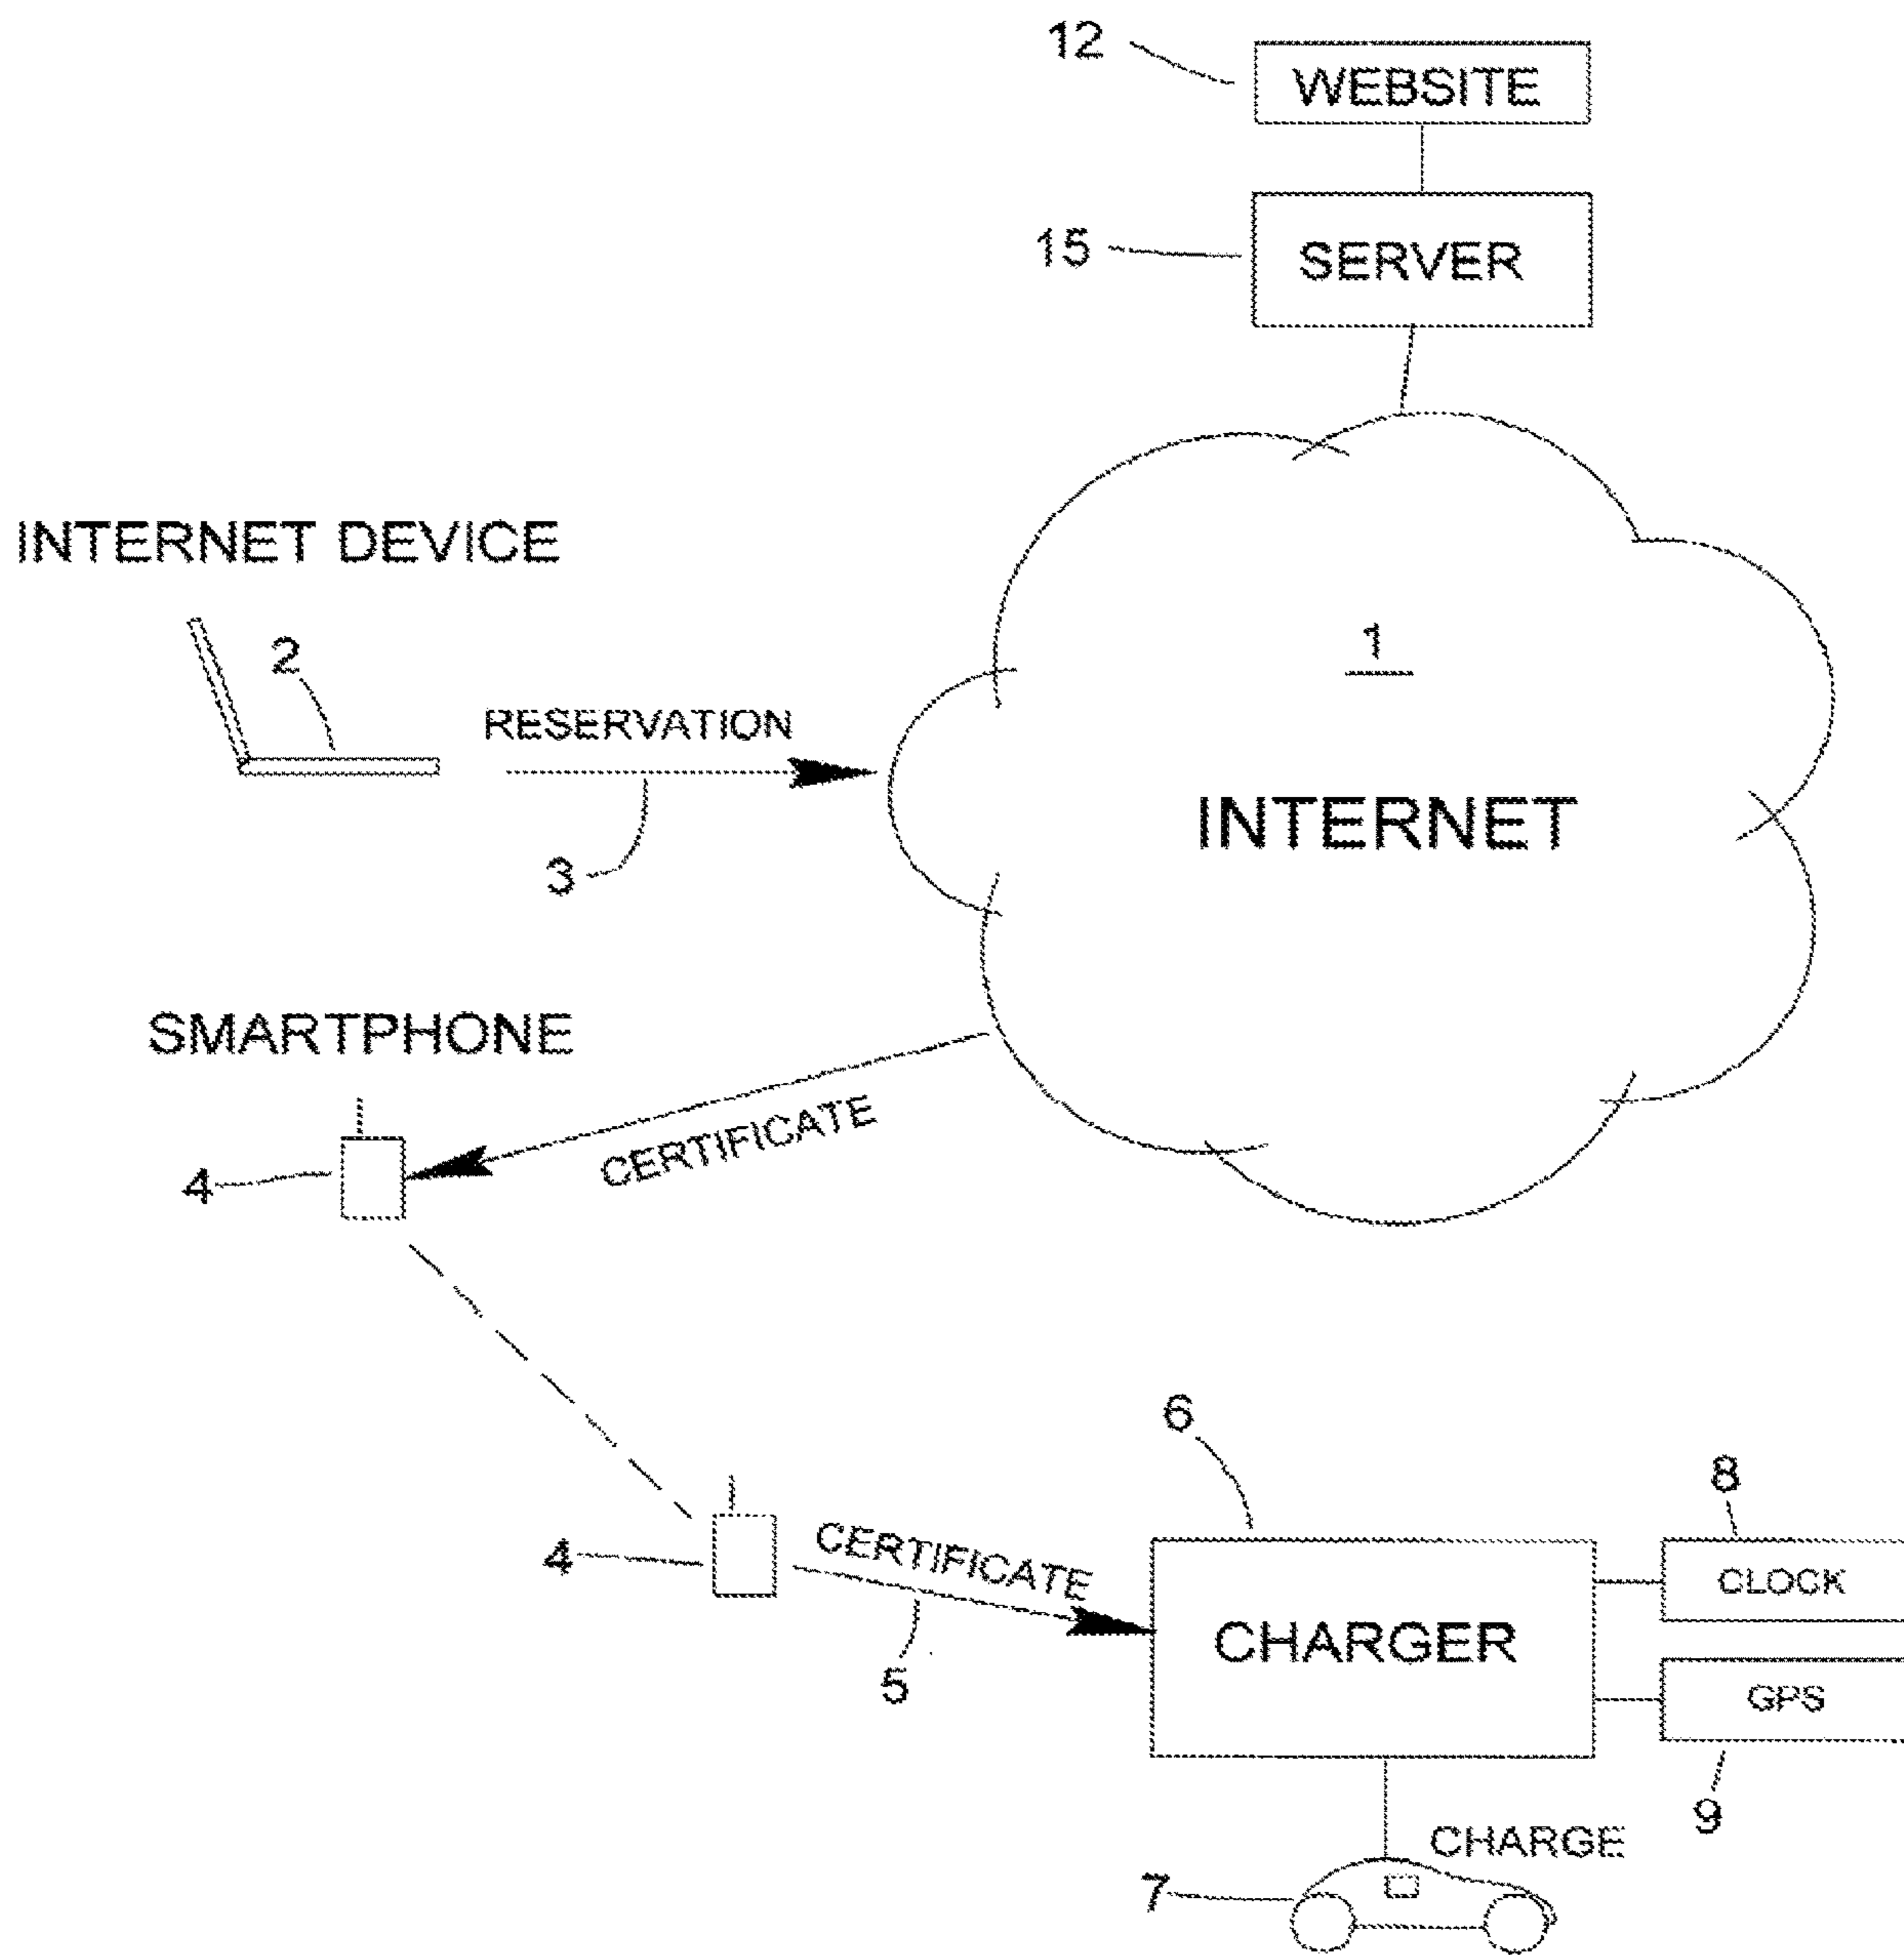 12
WEBSITE
15
SERVER
INTERNET DEVICE
2
RESERVATION
3
1
INTERNET
SMARTPHONE
4
CERTIFICATE
4
CERTIFICATE
5
6
CHARGER
8
CLOCK
GPS
9
CHARGE
7